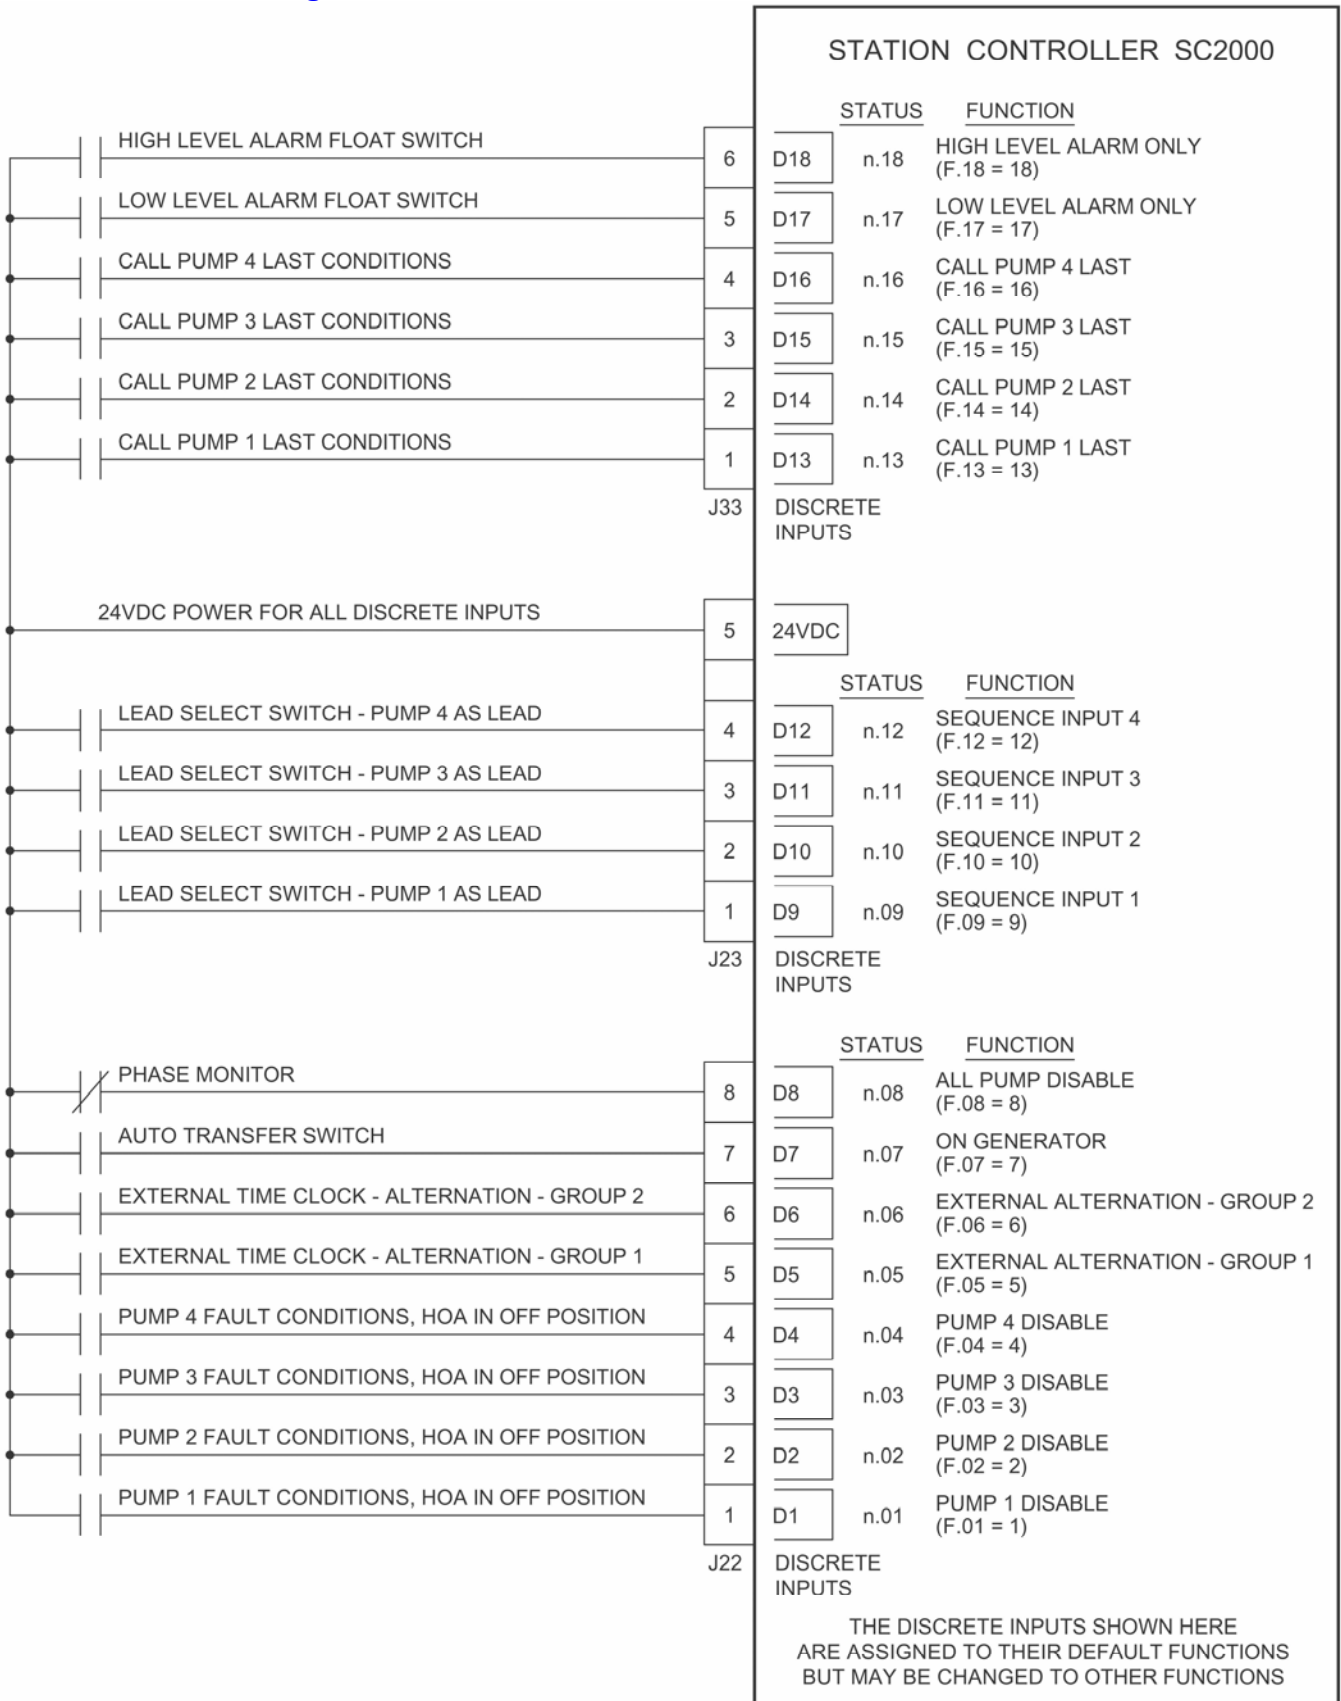 STATION CONTROLLER SC2000
STATUS FUNCTION
HIGH LEVEL ALARM FLOAT SWITCH 6 D18 n.18 HIGH LEVEL ALARM ONLY
(F.18 = 18)
LOW LEVEL ALARM FLOAT SWITCH 5 D17 n.17 LOW LEVEL ALARM ONLY
(F.17 = 17)
CALL PUMP 4 LAST CONDITIONS 4 D16 n.16 CALL PUMP 4 LAST
(F.16 = 16)
CALL PUMP 3 LAST CONDITIONS 3 D15 n.15 CALL PUMP 3 LAST
(F.15 = 15)
CALL PUMP 2 LAST CONDITIONS 2 D14 n.14 CALL PUMP 2 LAST
(F.14 = 14)
CALL PUMP 1 LAST CONDITIONS 1 D13 n.13 CALL PUMP 1 LAST
(F.13 = 13)
J33 DISCRETE
INPUTS
24VDC POWER FOR ALL DISCRETE INPUTS 5 24VDC
STATUS FUNCTION
LEAD SELECT SWITCH - PUMP 4 AS LEAD 4 D12 n.12 SEQUENCE INPUT 4
(F.12 = 12)
LEAD SELECT SWITCH - PUMP 3 AS LEAD 3 D11 n.11 SEQUENCE INPUT 3
(F.11 = 11)
LEAD SELECT SWITCH - PUMP 2 AS LEAD 2 D10 n.10 SEQUENCE INPUT 2
(F.10 = 10)
LEAD SELECT SWITCH - PUMP 1 AS LEAD 1 D9 n.09 SEQUENCE INPUT 1
(F.09 = 9)
J23 DISCRETE
INPUTS
STATUS FUNCTION
PHASE MONITOR 8 D8 n.08 ALL PUMP DISABLE
(F.08 = 8)
AUTO TRANSFER SWITCH 7 D7 n.07 ON GENERATOR
(F.07 = 7)
EXTERNAL TIME CLOCK - ALTERNATION - GROUP 2 6 D6 n.06 EXTERNAL ALTERNATION - GROUP 2
(F.06 = 6)
EXTERNAL TIME CLOCK - ALTERNATION - GROUP 1 5 D5 n.05 EXTERNAL ALTERNATION - GROUP 1
(F.05 = 5)
PUMP 4 FAULT CONDITIONS, HOA IN OFF POSITION 4 D4 n.04 PUMP 4 DISABLE
(F.04 = 4)
PUMP 3 FAULT CONDITIONS, HOA IN OFF POSITION 3 D3 n.03 PUMP 3 DISABLE
(F.03 = 3)
PUMP 2 FAULT CONDITIONS, HOA IN OFF POSITION 2 D2 n.02 PUMP 2 DISABLE
(F.02 = 2)
PUMP 1 FAULT CONDITIONS, HOA IN OFF POSITION 1 D1 n.01 PUMP 1 DISABLE
(F.01 = 1)
J22 DISCRETE
INPUTS
THE DISCRETE INPUTS SHOWN HERE
ARE ASSIGNED TO THEIR DEFAULT FUNCTIONS
BUT MAY BE CHANGED TO OTHER FUNCTIONS